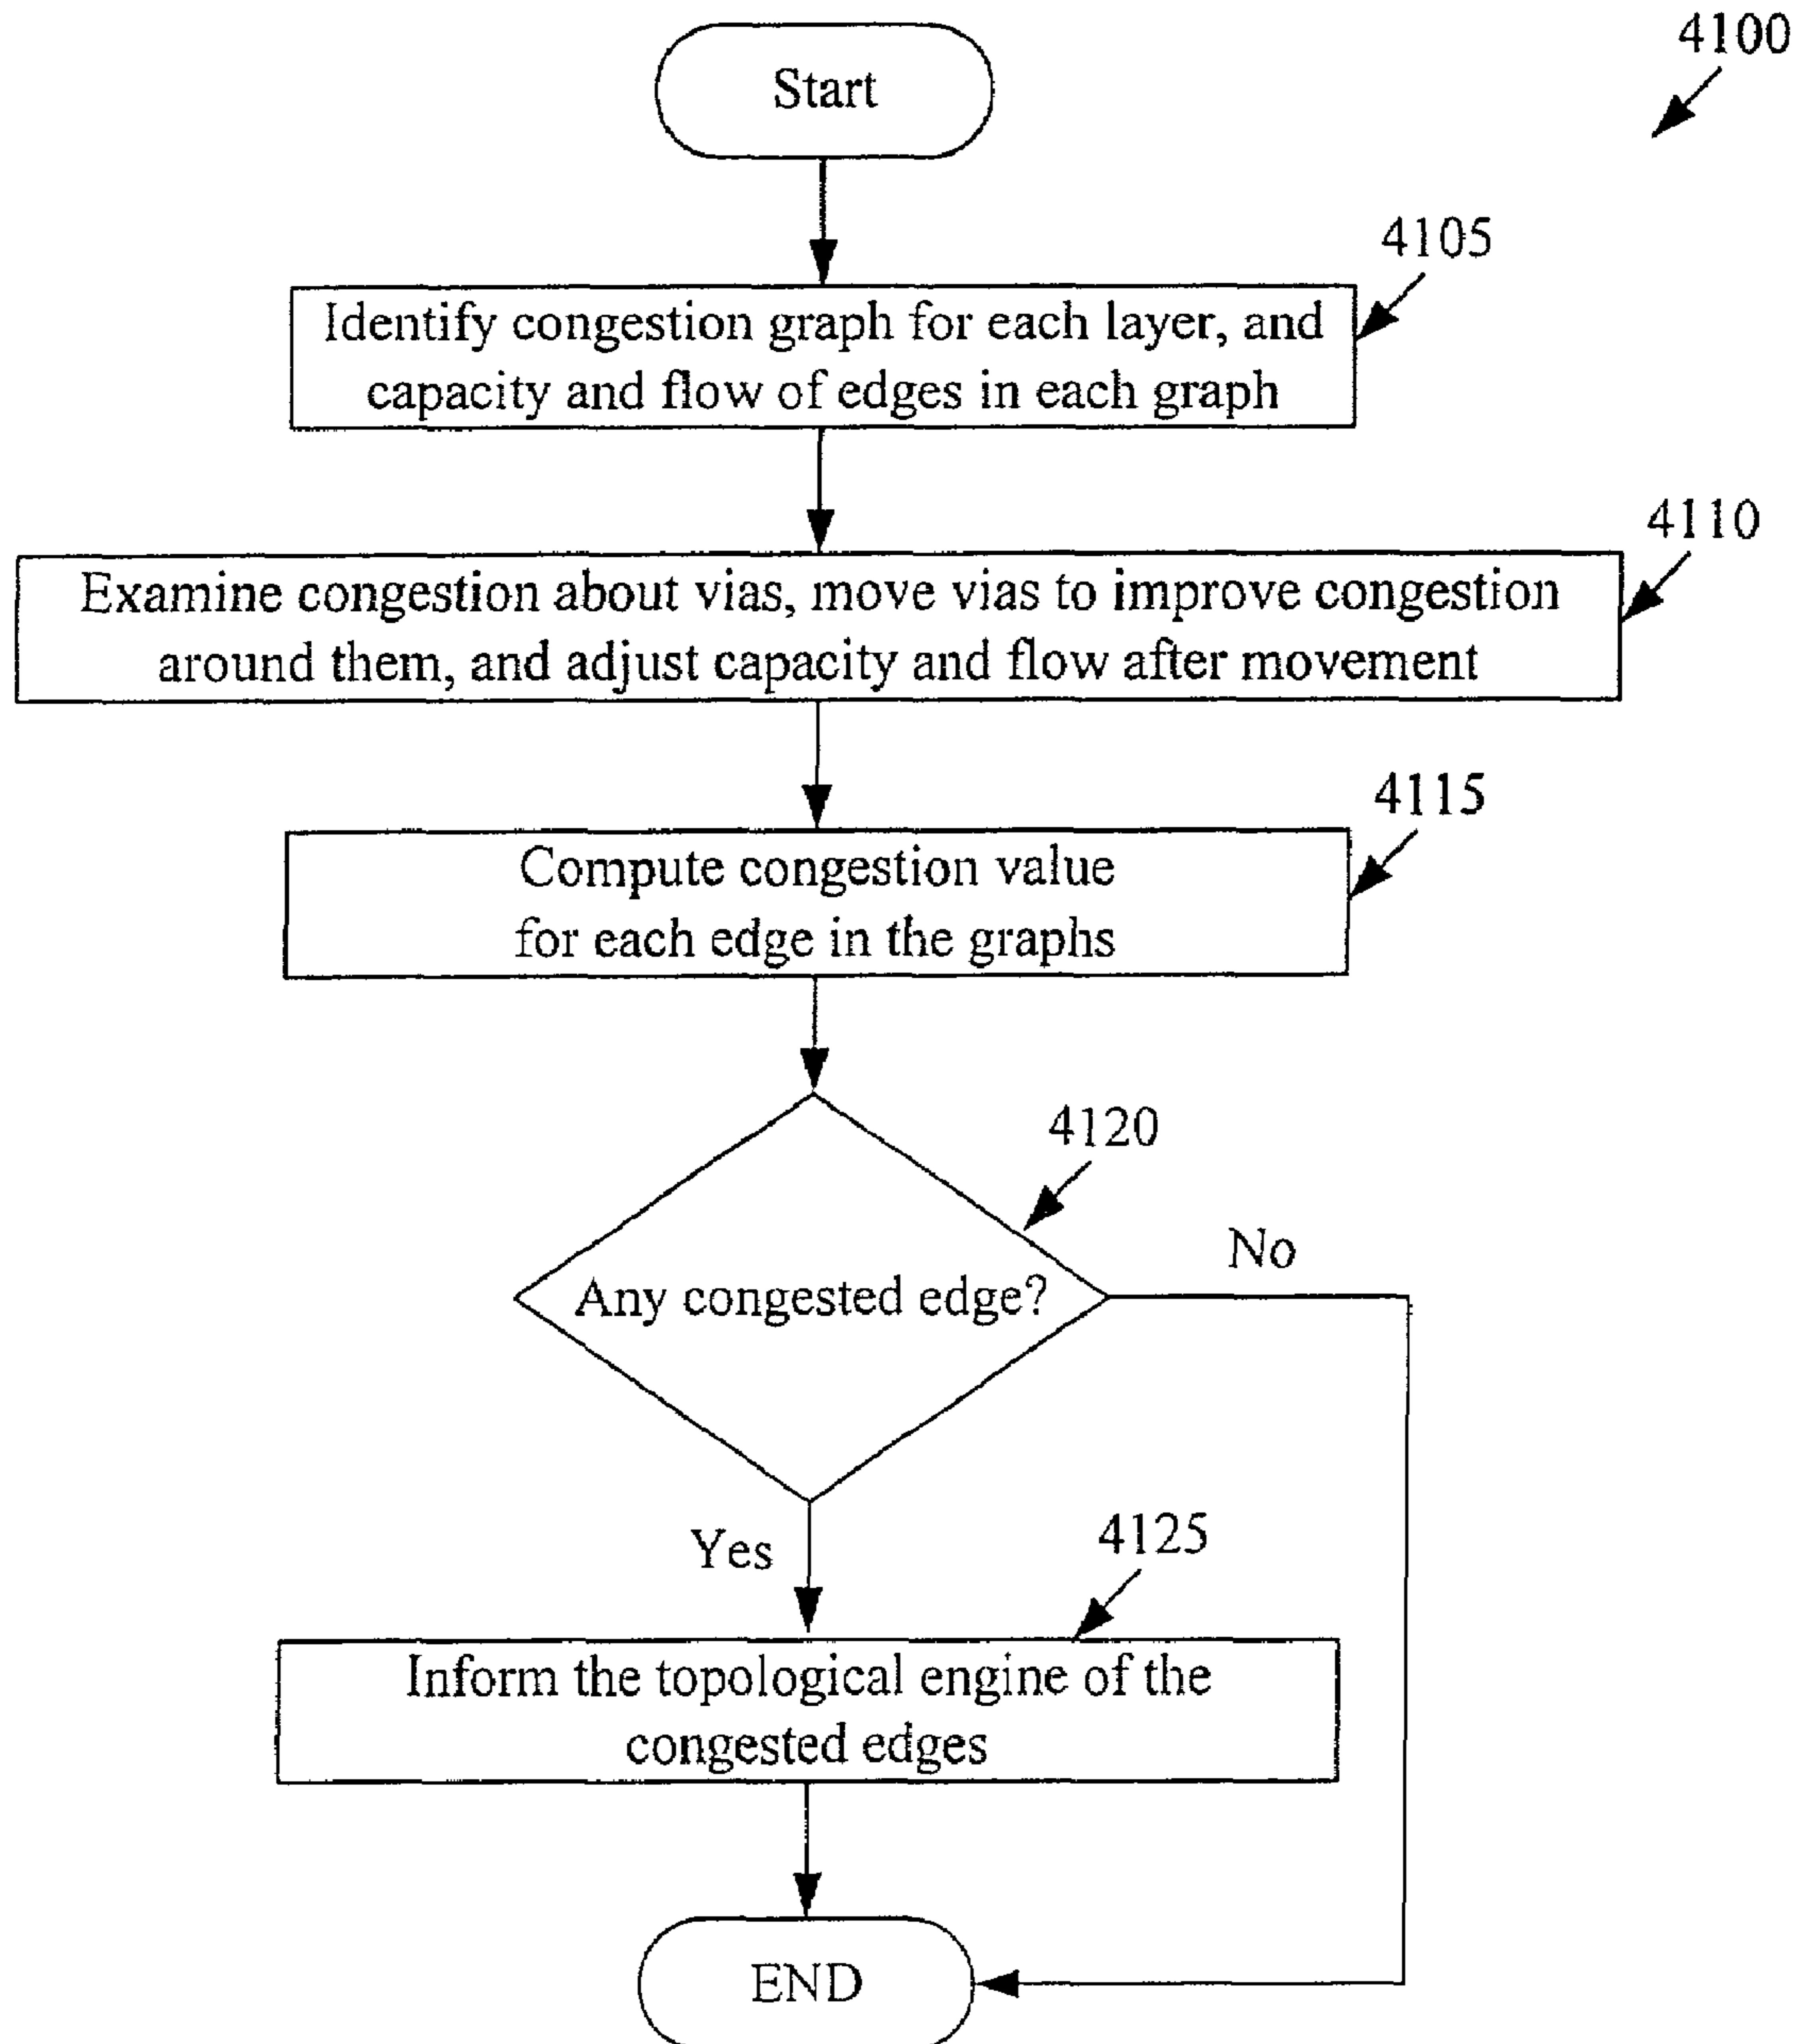 4100
Start
4105
Identify congestion graph for each layer, and
capacity and flow of edges in each graph
4110
Examine congestion about vias, move vias to improve congestion
around them, and adjust capacity and flow after movement
4115
Compute congestion value
for each edge in the graphs
4120
Any congested edge?
No
Yes
4125
Inform the topological engine of the
congested edges
END